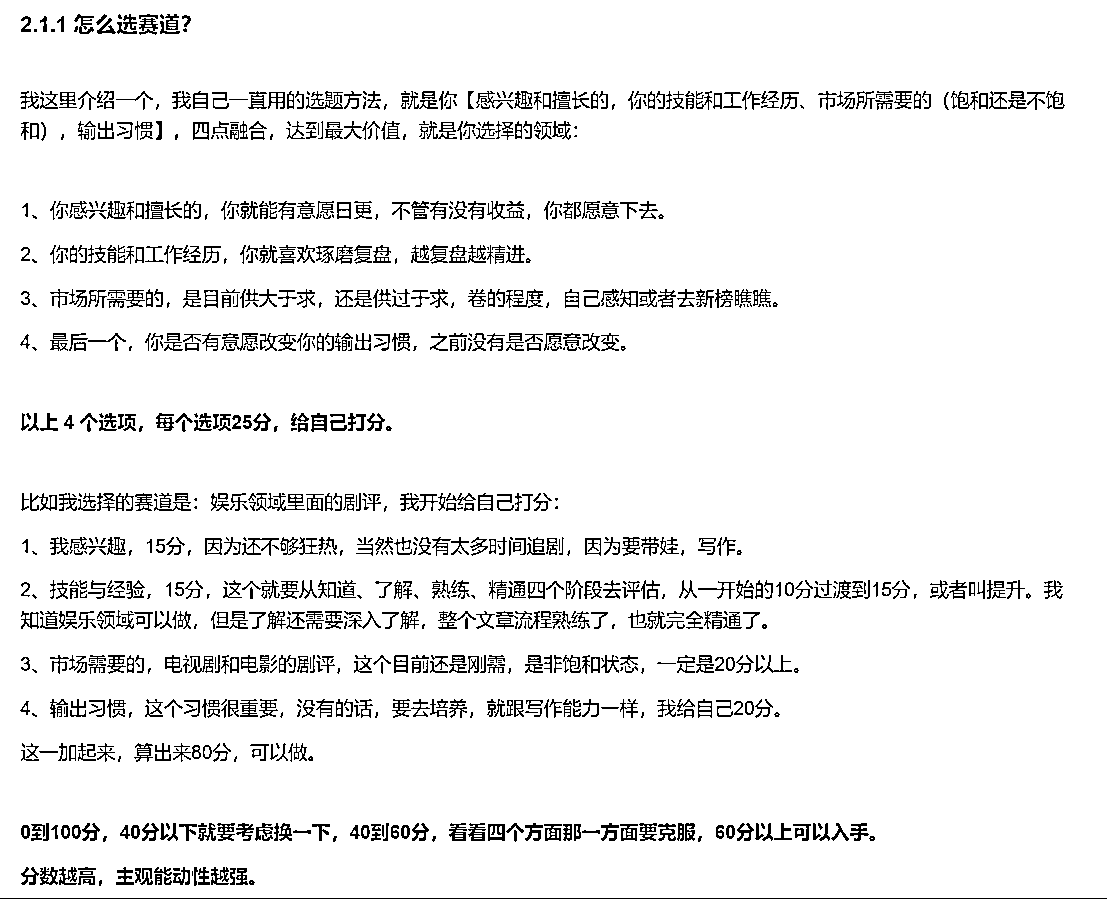 2.1.1 怎么选赛道？
我这里介绍一个，我自己一直用的选题方法，就是你【感兴趣和擅长的，你的技能和工作经历、市场所需要的（饱和还是不饱
和），输出习惯】，四点融合，达到最大价值，就是你选择的领域：
1、你感兴趣和擅长的，你就能有意愿日更，不管有没有收益，你都愿意下去。
2、你的技能和工作经历，你就喜欢琢磨复盘，越复盘越精进。
3、市场所需要的，是目前供大于求，还是供过于求，卷的程度，自己感知或者去新榜瞧瞧。
4、最后一个，你是否有意愿改变你的输出习惯，之前没有是否愿意改变。
以上 4 个选项，每个选项25分，给自己打分。
比如我选择的赛道是：娱乐领域里面的剧评，我开始给自己打分：
1、我感兴趣，15分，因为还不够狂热，当然也没有太多时间追剧，因为要带娃，写作。
2、技能与经验，15分，这个就要从知道、了解、熟练、精通四个阶段去评估，从一开始的10分过渡到15分，或者叫提升。我
知道娱乐领域可以做，但是了解还需要深入了解，整个文章流程熟练了，也就完全精通了。
3、市场需要的，电视剧和电影的剧评，这个目前还是刚需，是非饱和状态，一定是20分以上。
4、输出习惯，这个习惯很重要，没有的话，要去培养，就跟写作能力一样，我给自己20分。
这一加起来，算出来80分，可以做。
0到100分，40分以下就要考虑换一下，40到60分，看看四个方面那一方面要克服，60分以上可以入手。
分数越高，主观能动性越强。